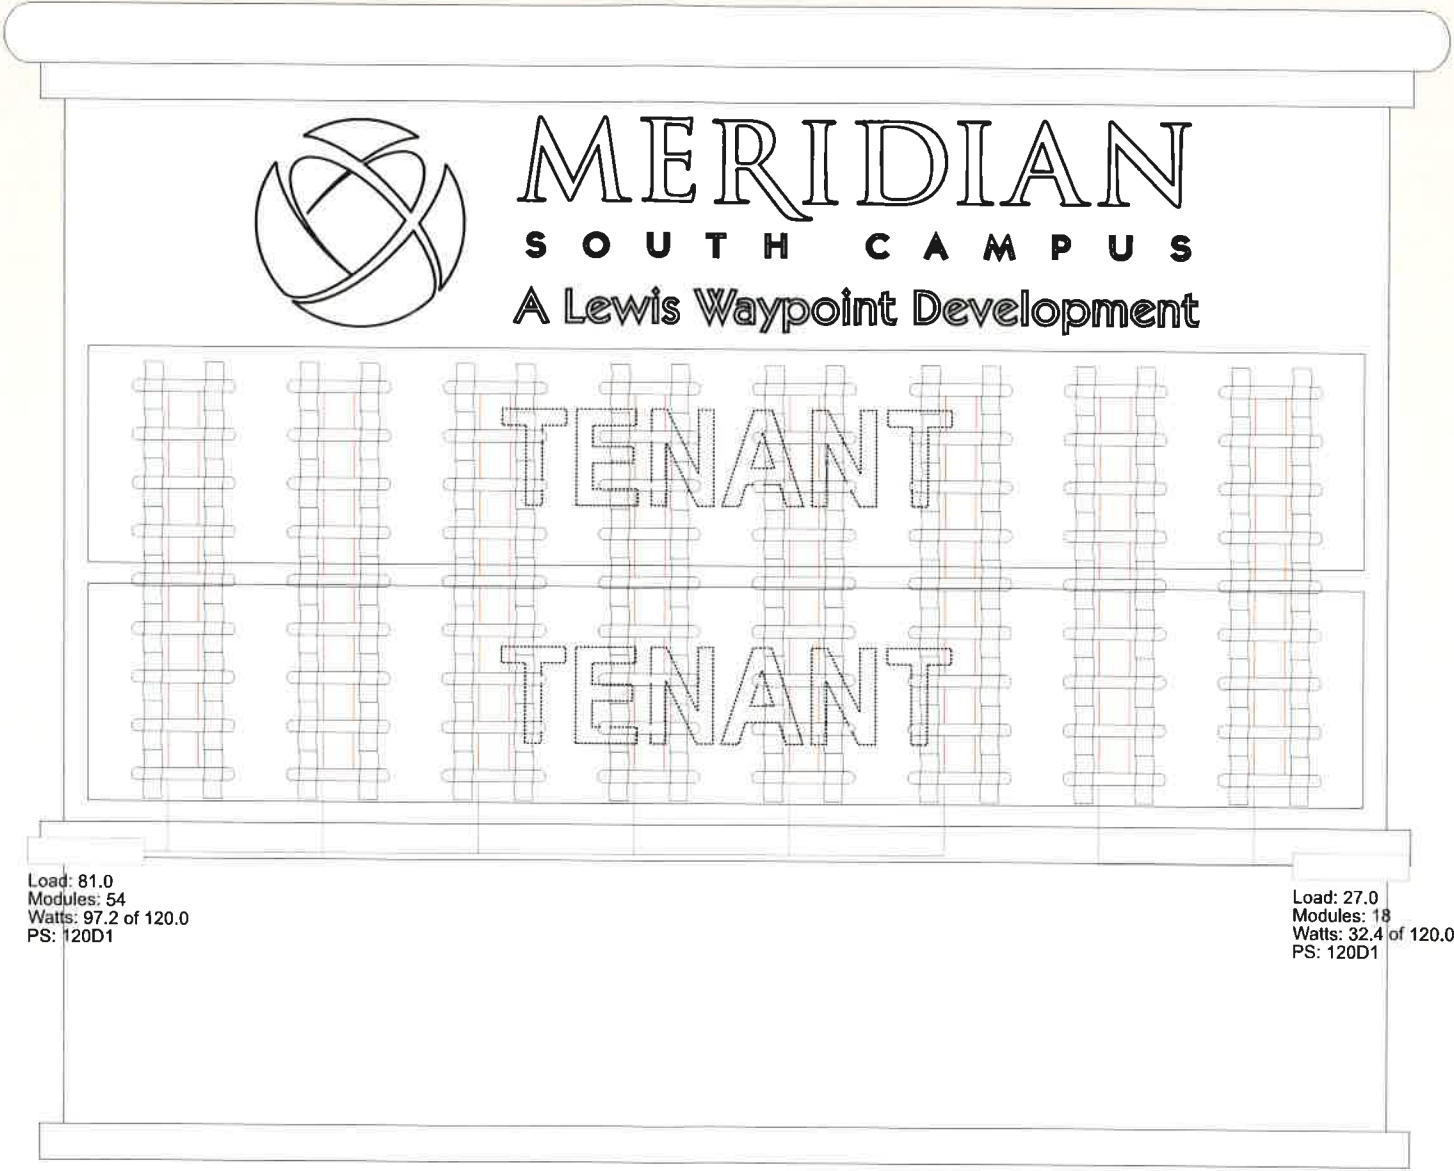 MERIDIAN
SOUTH CAMPUS
A Lewis Waypoint Development
TENANT
TENANT
Load: 81.0
Modules: 54
Watts: 97.2 of 120.0
PS: 120D1
Load: 27.0
Modules: 18
Watts: 32.4 of 120.0
PS: 120D1